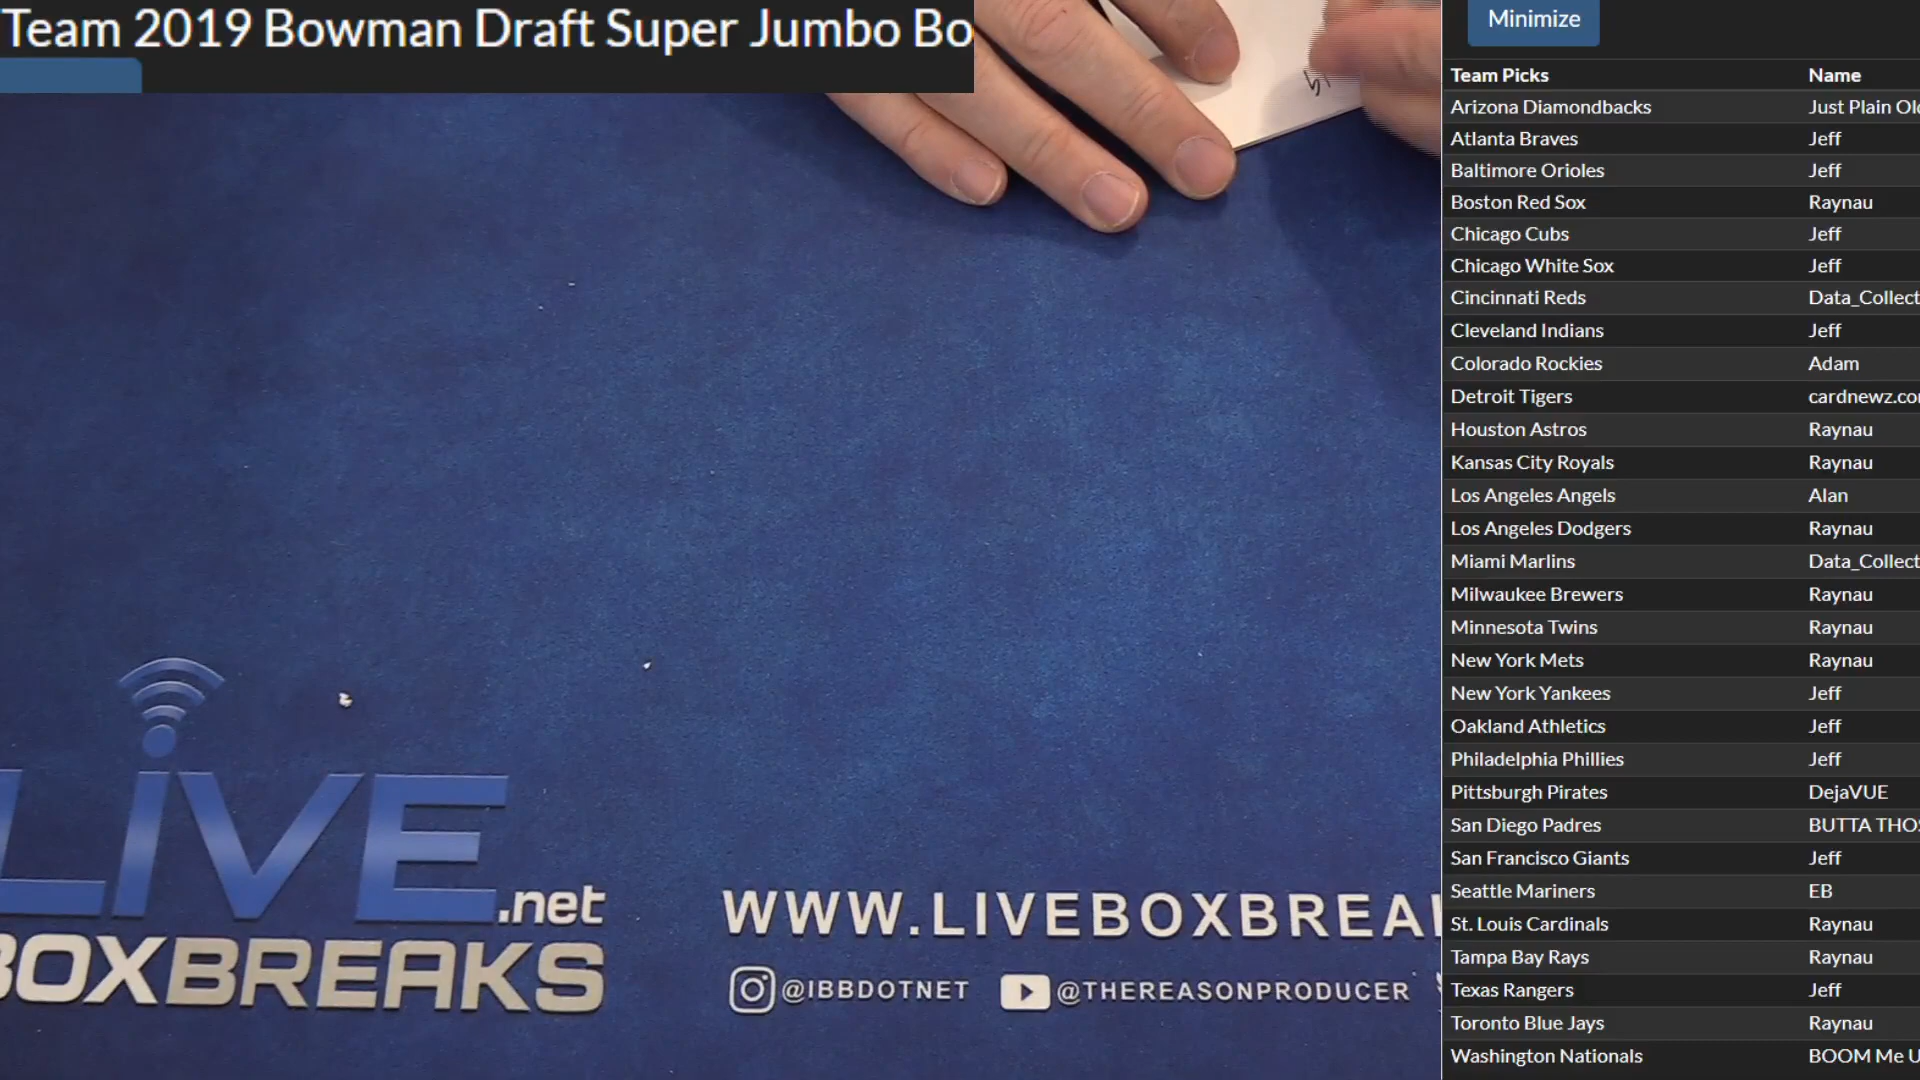 Team 2019 Bowman Draft Super Jumbo Bo
Minimize
Team Picks Name
Arizona Diamondbacks Just Plain Old
Atlanta Braves Jeff
Baltimore Orioles Jeff
Boston Red Sox Raynau
Chicago Cubs Jeff
Chicago White Sox Jeff
Cincinnati Reds Data_Collect
Cleveland Indians Jeff
Colorado Rockies Adam
Detroit Tigers cardnewz.co
Houston Astros Raynau
Kansas City Royals Raynau
Los Angeles Angels Alan
Los Angeles Dodgers Raynau
Miami Marlins Data_Collect
Milwaukee Brewers Raynau
Minnesota Twins Raynau
New York Mets Raynau
New York Yankees Jeff
Oakland Athletics Jeff
Philadelphia Phillies Jeff
Pittsburgh Pirates DejaVUE
San Diego Padres BUTTA THOS
San Francisco Giants Jeff
Seattle Mariners EB
St. Louis Cardinals Raynau
Tampa Bay Rays Raynau
Texas Rangers Jeff
Toronto Blue Jays Raynau
Washington Nationals BOOM Me U
LiVE.net
BOXBREAKS
WWW.LIVEBOXBREA
@IBBDOTNET @THEREASONPRODUCER